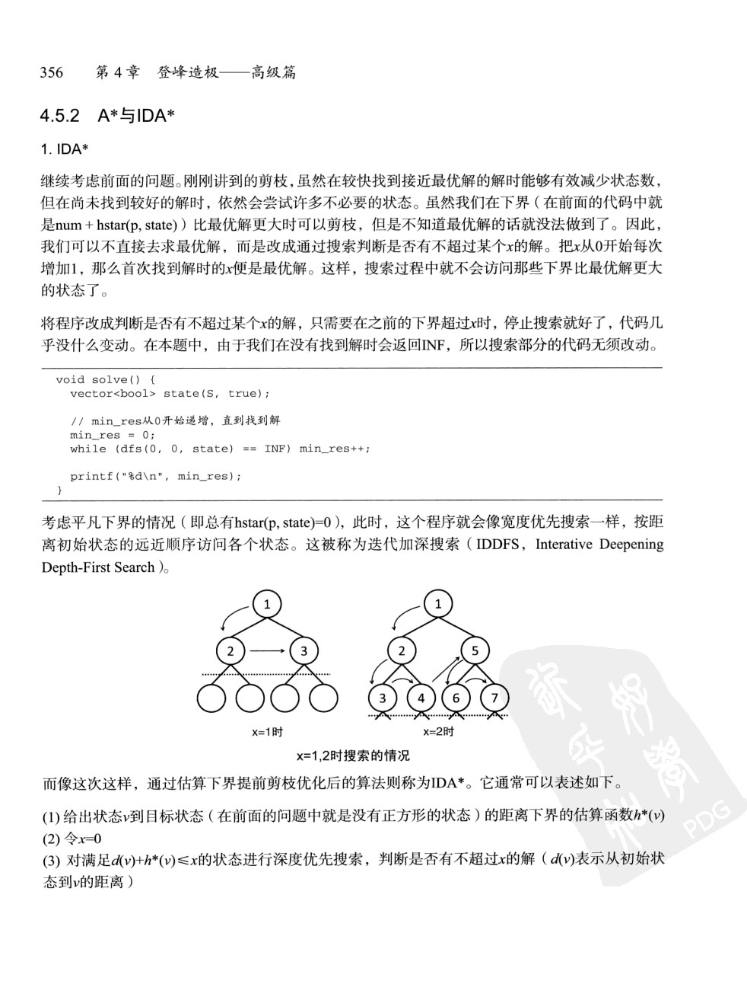 356 第 4 章 登峰造极——高级篇
4.5.2 A*与IDA*
1. IDA*
继续考虑前面的问题。刚刚讲到的剪枝，虽然在较快找到接近最优解的解时能够有效减少状态数，
但在尚未找到较好的解时，依然会尝试许多不必要的状态。虽然我们在下界（在前面的代码中就
是num + hstar(p, state)）比最优解更大时可以剪枝，但是不知道最优解的话就没法做到了。因此，
我们可以不直接去求最优解，而是改成通过搜索判断是否有不超过某个x的解。把x从0开始每次
增加1，那么首次找到解时的x便是最优解。这样，搜索过程中就不会访问那些下界比最优解更大
的状态了。
将程序改成判断是否有不超过某个x的解，只需要在之前的下界超过x时，停止搜索就好了，代码几
乎没什么变动。在本题中，由于我们在没有找到解时会返回INF，所以搜索部分的代码无须改动。
void solve() {
vector<bool> state(S, true);
// min_res从0开始递增，直到找到解
min_res = 0;
while (dfs(0, 0, state) == INF) min_res++;
printf("%d\n", min_res);
}
考虑平凡下界的情况（即总有hstar(p, state)=0），此时，这个程序就会像宽度优先搜索一样，按距
离初始状态的远近顺序访问各个状态。这被称为迭代加深搜索（IDDFS，Interative Deepening
Depth-First Search）。
1 1
2 3 2 5
3 4 6 7
x=1时 x=2时
x=1,2时搜索的情况
而像这次这样，通过估算下界提前剪枝优化后的算法则称为IDA*。它通常可以表述如下。
(1) 给出状态v到目标状态（在前面的问题中就是没有正方形的状态）的距离下界的估算函数h*(v)
(2) 令x=0
(3) 对满足d(v)+h*(v)≤x的状态进行深度优先搜索，判断是否有不超过x的解（d(v)表示从初始状
态到v的距离）
PDG